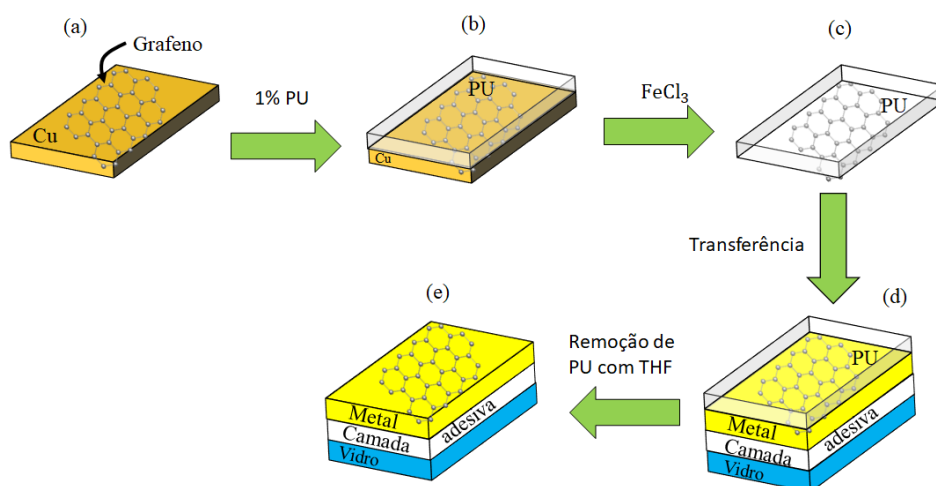 (a)
Grafeno
Cu
1% PU
(b)
PU
Cu
FeCl₃
(c)
PU
Transferência
(d)
PU
Metal
Camada adesiva
Vidro
Remoção de
PU com THF
(e)
Metal
Camada adesiva
Vidro